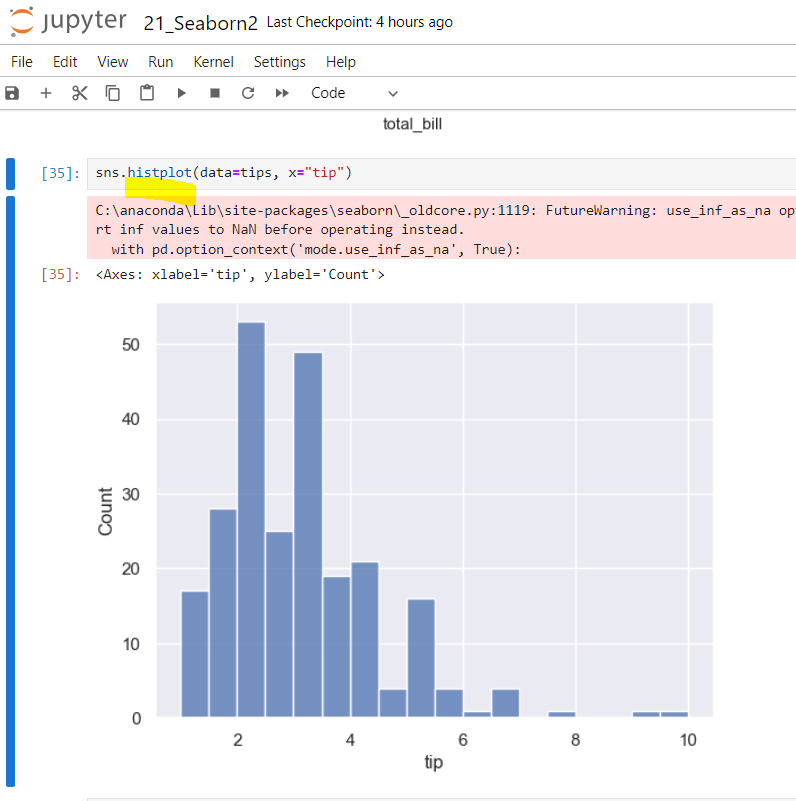 jupyter 21_Seaborn2 Last Checkpoint: 4 hours ago
File Edit View Run Kernel Settings Help
Code
total_bill
[35]: sns.histplot(data=tips, x="tip")
C:\anaconda\Lib\site-packages\seaborn\_oldcore.py:1119: FutureWarning: use_inf_as_na op
rt inf values to NaN before operating instead.
with pd.option_context('mode.use_inf_as_na', True):
[35]: <Axes: xlabel='tip', ylabel='Count'>
50
40
30
Count
20
10
0
2 4 6 8 10
tip